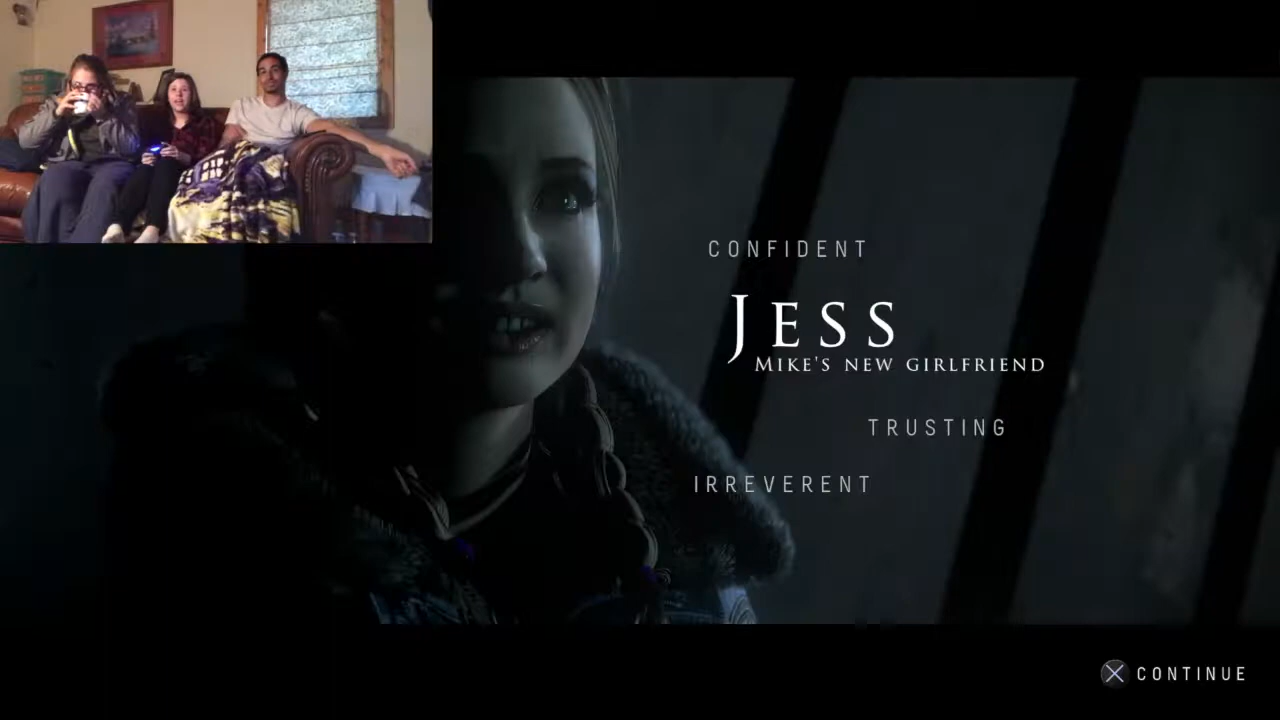 CONFIDENT
JESS
MIKE'S NEW GIRLFRIEND
TRUSTING
IRREVERENT
CONTINUE